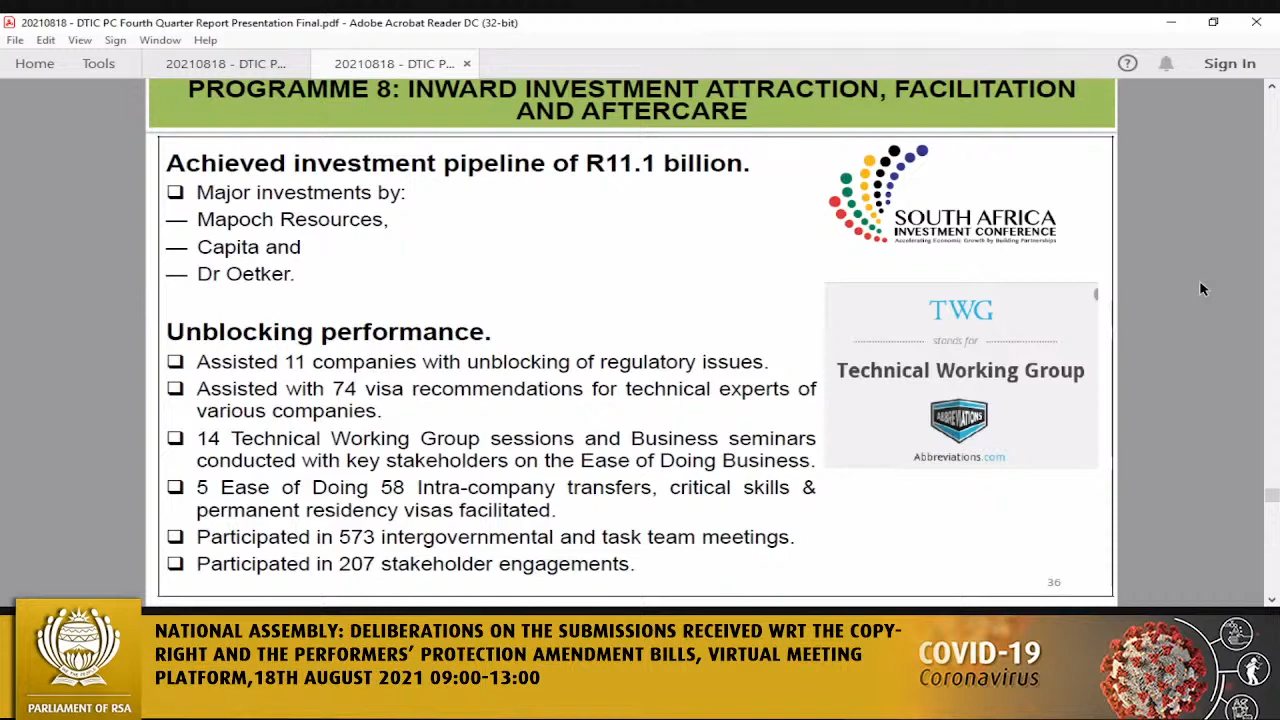 20210818 - DTIC PC Fourth Quarter Report Presentation Final.pdf - Adobe Acrobat Reader DC (32-bit)
File Edit View Sign Window Help
Home Tools 20210818 - DTIC P... 20210818 - DTIC P... × Sign In
PROGRAMME 8: INWARD INVESTMENT ATTRACTION, FACILITATION
AND AFTERCARE
Achieved investment pipeline of R11.1 billion.
❑ Major investments by:
— Mapoch Resources,
— Capita and
— Dr Oetker.
SOUTH AFRICA
INVESTMENT CONFERENCE
Accelerating Economic Growth by Building Partnerships
Unblocking performance.
❑ Assisted 11 companies with unblocking of regulatory issues.
❑ Assisted with 74 visa recommendations for technical experts of
various companies.
❑ 14 Technical Working Group sessions and Business seminars
conducted with key stakeholders on the Ease of Doing Business.
❑ 5 Ease of Doing 58 Intra-company transfers, critical skills &
permanent residency visas facilitated.
❑ Participated in 573 intergovernmental and task team meetings.
❑ Participated in 207 stakeholder engagements.
TWG
stands for
Technical Working Group
ABBREVIATIONS
Abbreviations.com
36
PARLIAMENT OF RSA
NATIONAL ASSEMBLY: DELIBERATIONS ON THE SUBMISSIONS RECEIVED WRT THE COPY-
RIGHT AND THE PERFORMERS' PROTECTION AMENDMENT BILLS, VIRTUAL MEETING
PLATFORM,18TH AUGUST 2021 09:00-13:00
COVID-19
Coronavirus